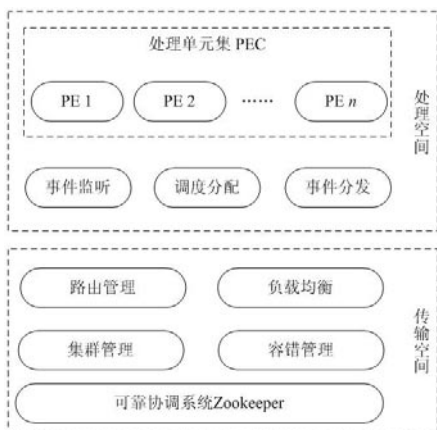 处理单元集 PEC
PE 1 PE 2 …… PE n
处理空间
事件监听 调度分配 事件分发
路由管理 负载均衡
传输空间
集群管理 容错管理
可靠协调系统Zookeeper